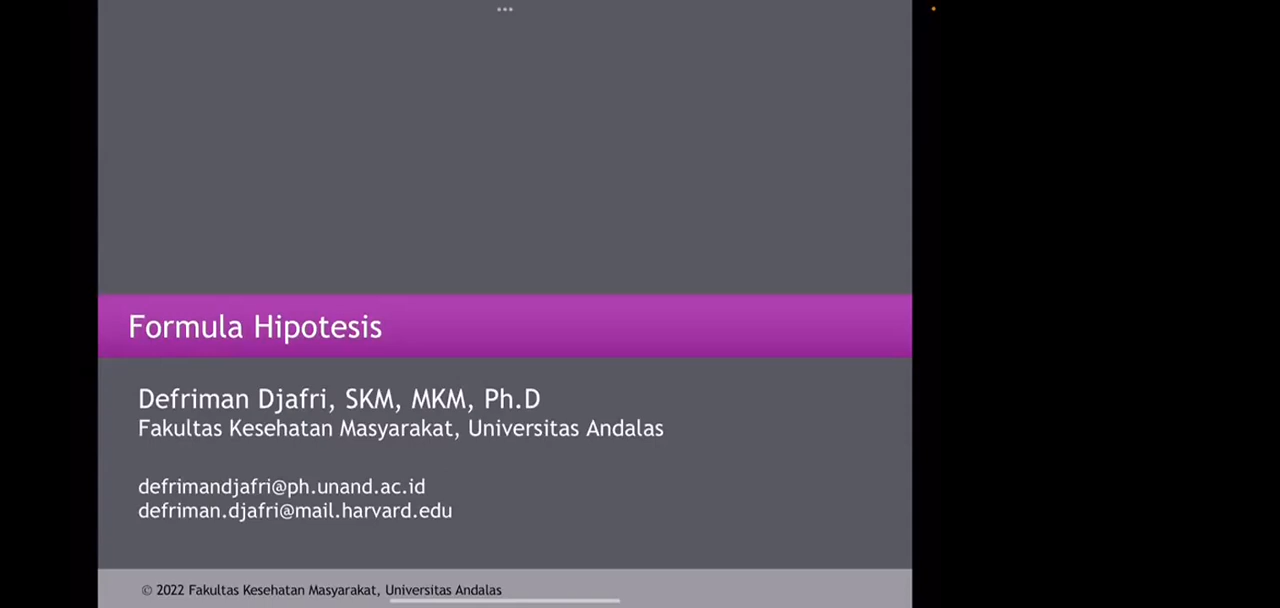 Formula Hipotesis
Defriman Djafri, SKM, MKM, Ph.D
Fakultas Kesehatan Masyarakat, Universitas Andalas
defrimandjafri@ph.unand.ac.id
defriman.djafri@mail.harvard.edu
© 2022 Fakultas Kesehatan Masyarakat, Universitas Andalas